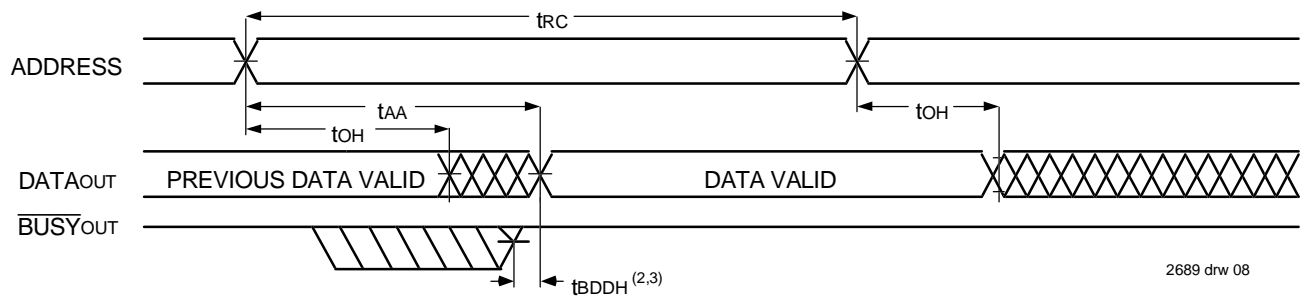 tRC
ADDRESS
tAA
tOH
tOH
DATAOUT
PREVIOUS DATA VALID
DATA VALID
BUSYOUT
tBDDH (2,3)
2689 drw 08